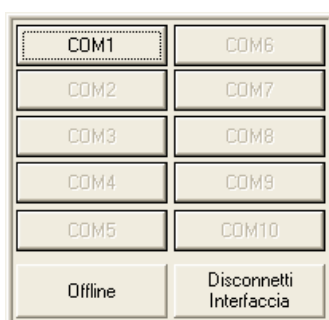 COM1
COM6
COM2
COM7
COM3
COM8
COM4
COM9
COM5
COM10
Offline
Disconnetti
Interfaccia